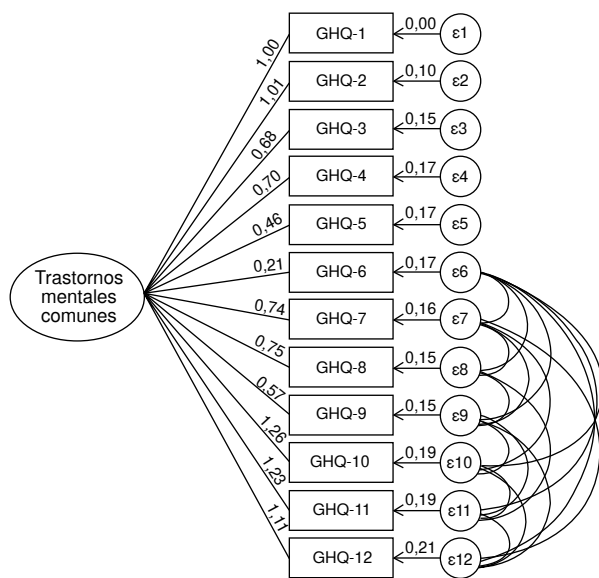 1,00 GHQ-1 0,00 ε1
1,01 GHQ-2 0,10 ε2
0,68 GHQ-3 0,15 ε3
0,70 GHQ-4 0,17 ε4
0,46 GHQ-5 0,17 ε5
0,21 GHQ-6 0,17 ε6
Trastornos
mentales
comunes
0,74 GHQ-7 0,16 ε7
0,75 GHQ-8 0,15 ε8
0,57 GHQ-9 0,15 ε9
1,26 GHQ-10 0,19 ε10
1,23 GHQ-11 0,19 ε11
1,11 GHQ-12 0,21 ε12